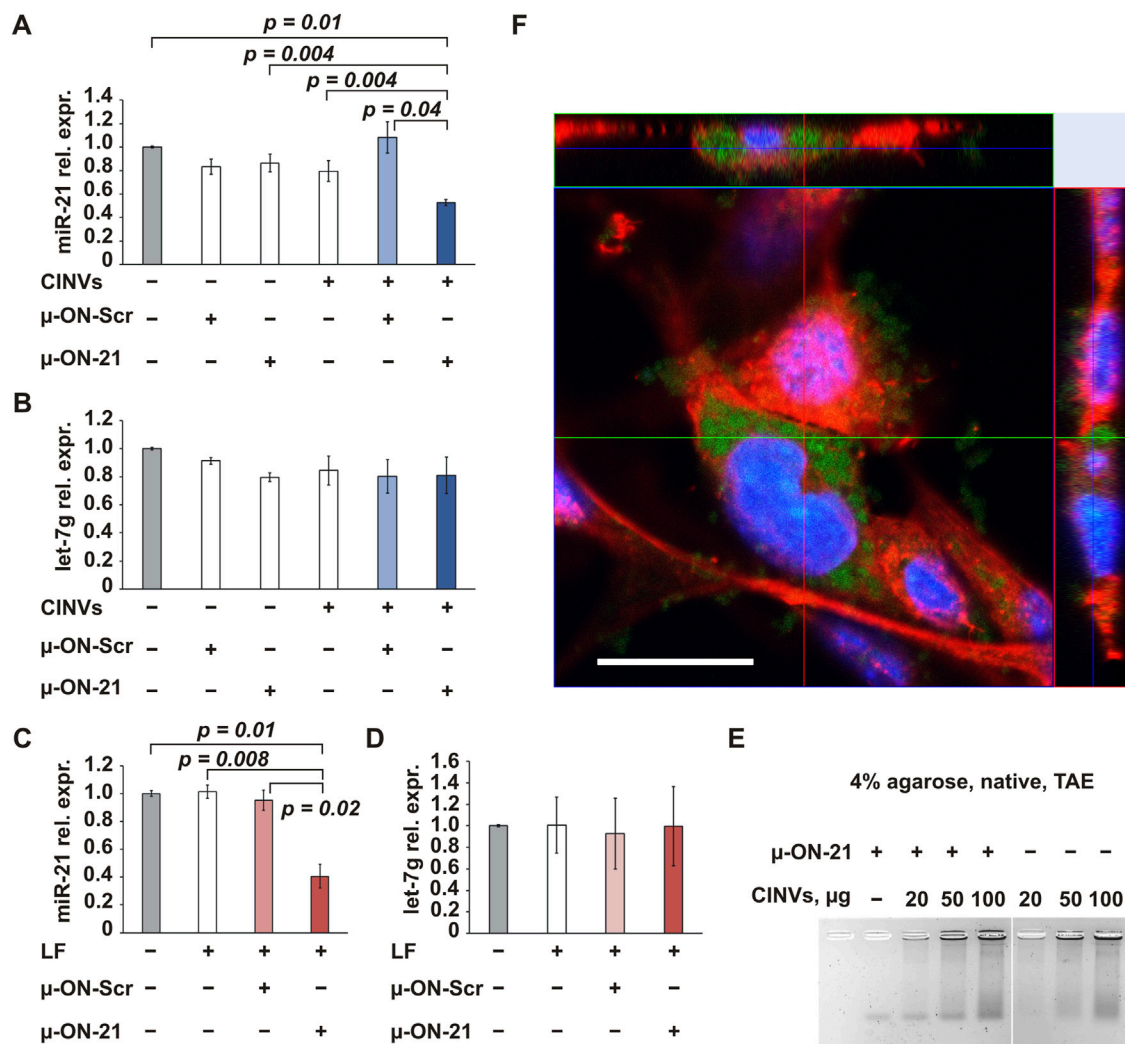 A
p = 0.01
p = 0.004
p = 0.004
p = 0.04
miR-21 rel. expr.
1.4
1.2
1.0
0.8
0.6
0.4
0.2
0
CINVs – – – + + +
µ-ON-Scr – + – – + –
µ-ON-21 – – + – – +
B
let-7g rel. expr.
1.2
1.0
0.8
0.6
0.4
0.2
0
CINVs – – – + + +
µ-ON-Scr – + – – + –
µ-ON-21 – – + – – +
C
p = 0.01
p = 0.008
p = 0.02
miR-21 rel. expr.
1.2
1.0
0.8
0.6
0.4
0.2
0
LF – + + +
µ-ON-Scr – – + –
µ-ON-21 – – – +
D
let-7g rel. expr.
1.6
1.4
1.2
1.0
0.8
0.6
0.4
0.2
0
LF – + + +
µ-ON-Scr – – + –
µ-ON-21 – – – +
F
E
4% agarose, native, TAE
µ-ON-21 + + + + – – –
CINVs, µg – 20 50 100 20 50 100